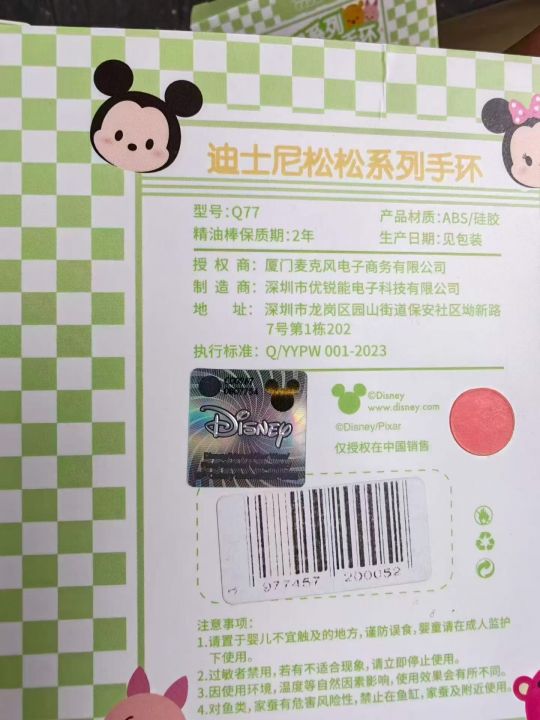 系列
手环
迪士尼松松系列手环
型号:Q77
产品材质:ABS/硅胶
精油棒保质期:2年
生产日期:见包装
授权商:厦门麦克风电子商务有限公司
制造商:深圳市优锐能电子科技有限公司
地址:深圳市龙岗区园山街道保安社区坳新路
7号第1栋202
执行标准:Q/YYPW 001-2023
DISNEY
©Disney
www.disney.com
©Disney/Pixar
仅授权在中国销售
977457 200052
注意事项:
1.请置于婴儿不宜触及的地方,谨防误食,婴童请在成人监护
下使用。
2.过敏者禁用,若有不适合现象,请立即停止使用。
3.因使用环境,温度等自然因素影响,使用效果会有所不同。
4.对鱼类,家蚕有危害风险性,禁止在鱼缸,家蚕及附近使用。